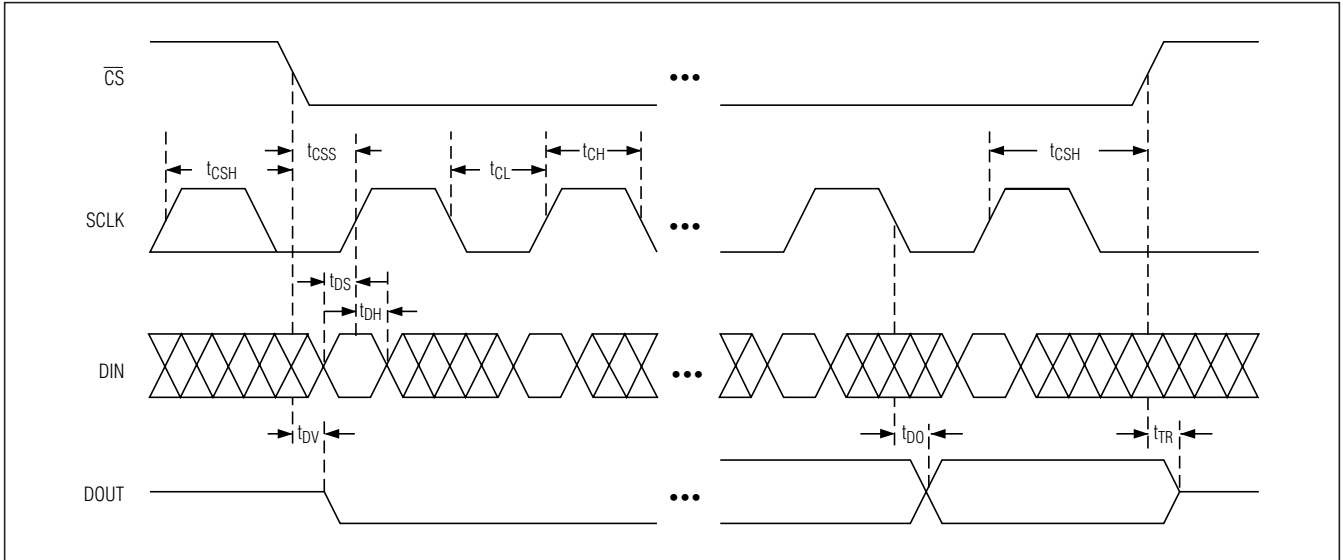 CS
tCSH
tCSS
tCL
tCH
tCSH
SCLK
tDS
tDH
DIN
tDV
tDO
tTR
DOUT